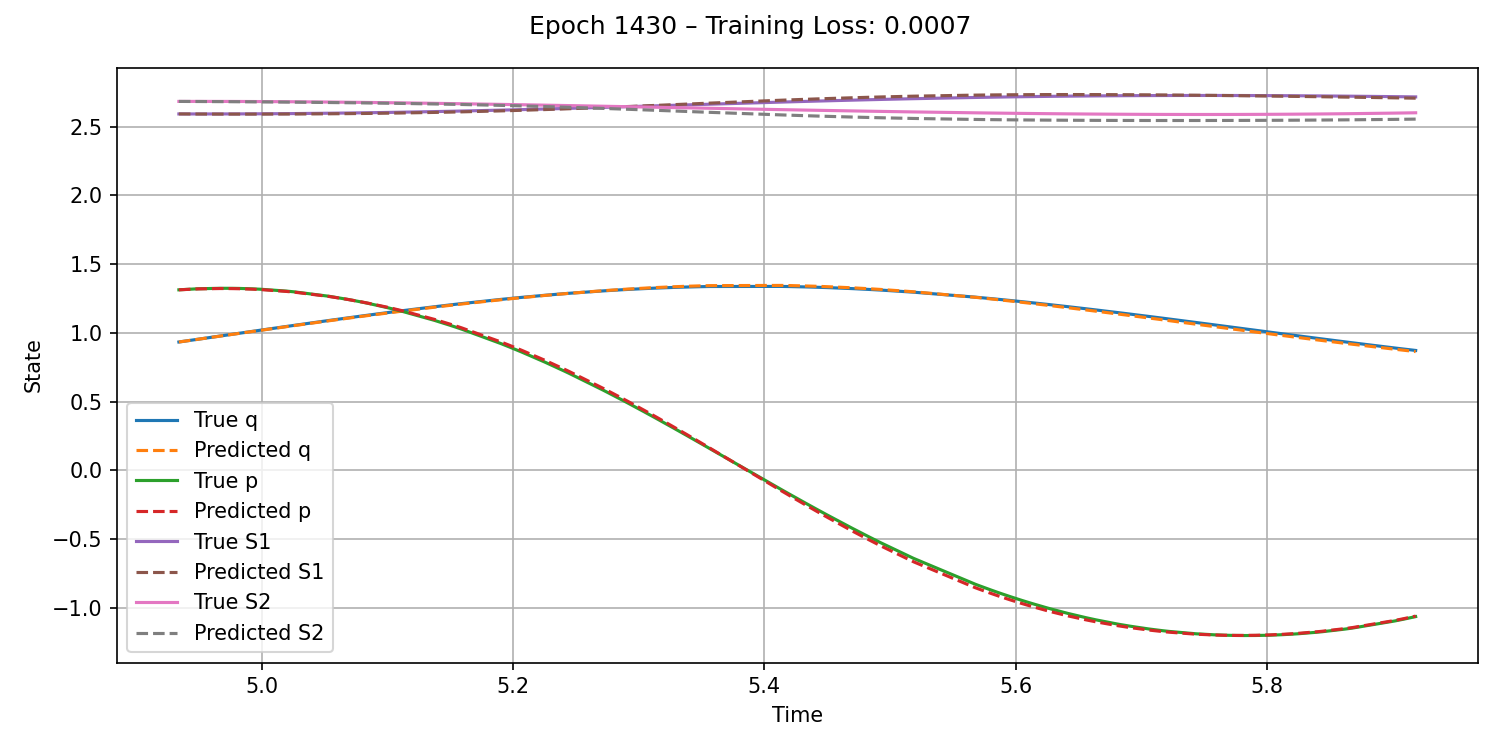 Epoch 1430 – Training Loss: 0.0007
2.5
2.0
1.5
1.0
0.5
0.0
−0.5
−1.0
State
True q
Predicted q
True p
Predicted p
True S1
Predicted S1
True S2
Predicted S2
5.0 5.2 5.4 5.6 5.8
Time